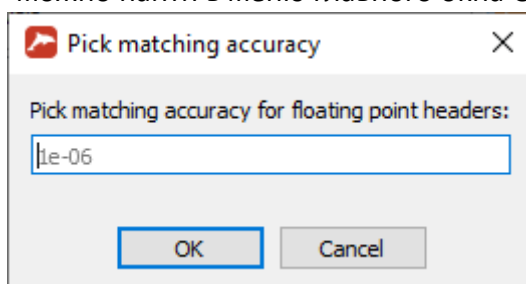 Pick matching accuracy
Pick matching accuracy for floating point headers:
1e-06
OK
Cancel